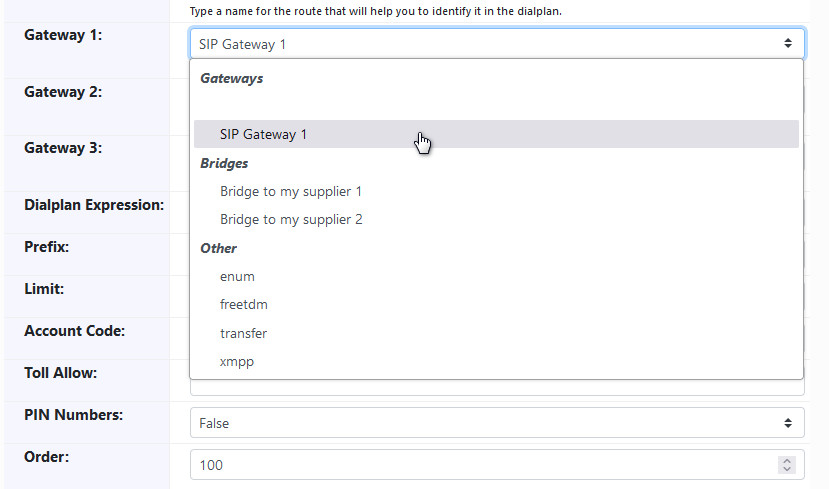 Type a name for the route that will help you to identify it in the dialplan.
Gateway 1:
SIP Gateway 1
Gateways
Gateway 2:
SIP Gateway 1
Gateway 3:
Bridges
Bridge to my supplier 1
Dialplan Expression:
Bridge to my supplier 2
Prefix:
Other
enum
Limit:
freetdm
Account Code:
transfer
Toll Allow:
xmpp
PIN Numbers:
False
Order:
100